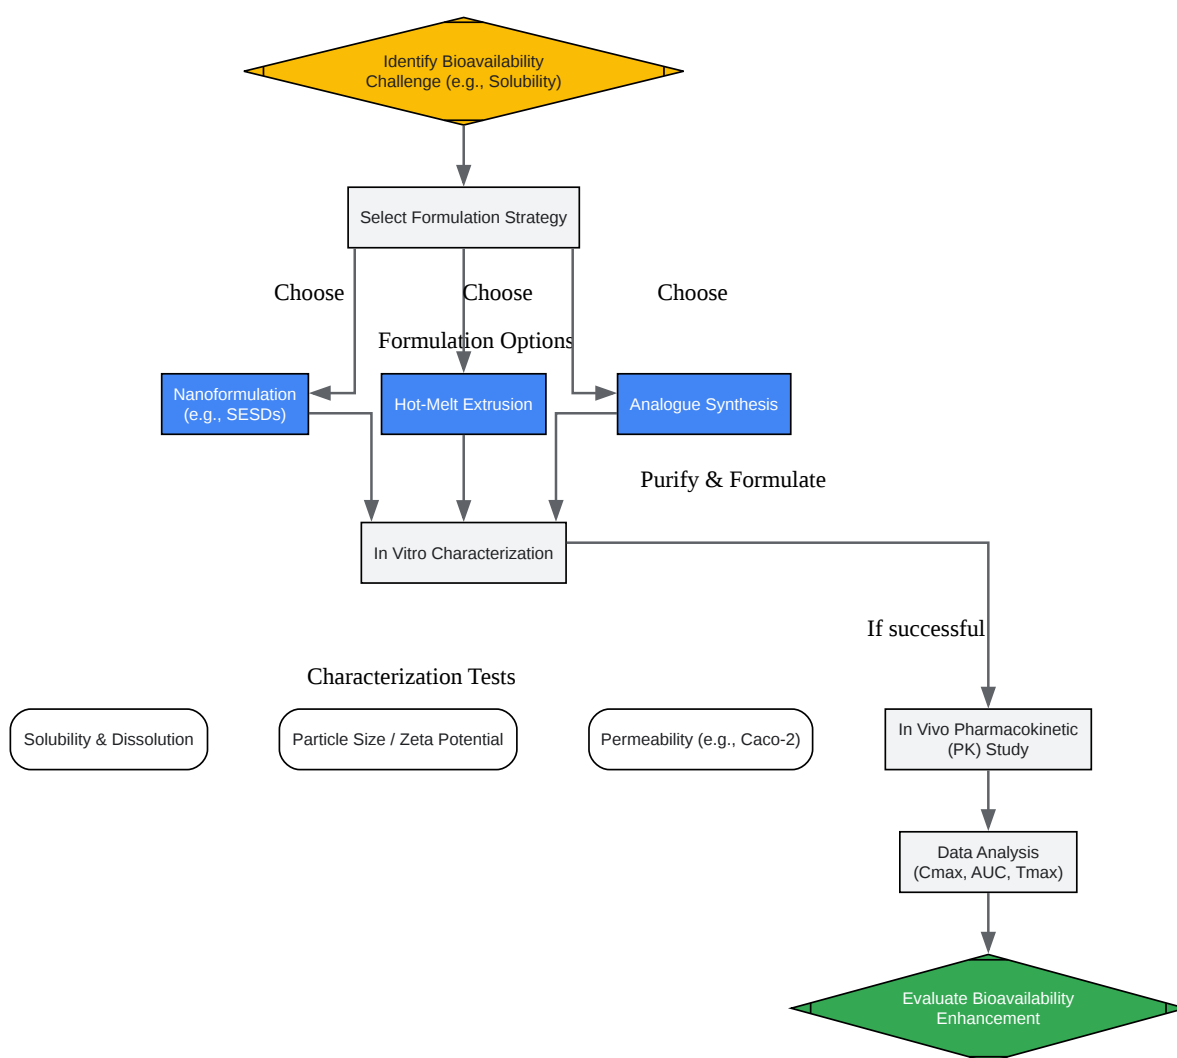 Identify Bioavailability
Challenge (e.g., Solubility)
Select Formulation Strategy
Choose
Choose
Choose
Formulation Options
Nanoformulation
(e.g., SESDs)
Hot-Melt Extrusion
Analogue Synthesis
Purify & Formulate
In Vitro Characterization
If successful
Characterization Tests
Solubility & Dissolution
Particle Size / Zeta Potential
Permeability (e.g., Caco-2)
In Vivo Pharmacokinetic
(PK) Study
Data Analysis
(Cmax, AUC, Tmax)
Evaluate Bioavailability
Enhancement